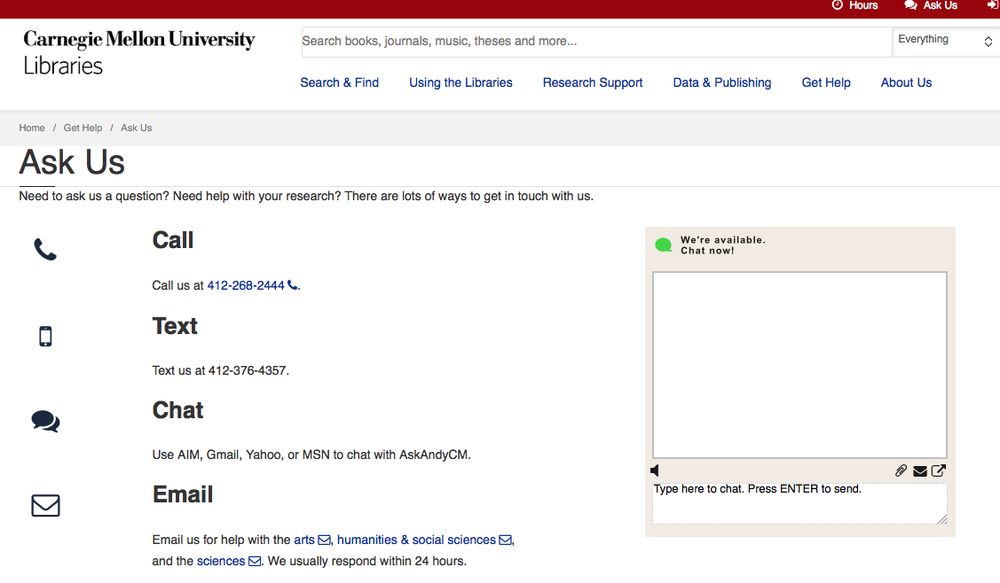 Hours Ask Us
Carnegie Mellon University
Libraries
Search books, journals, music, theses and more...
Everything
Search & Find Using the Libraries Research Support Data & Publishing Get Help About Us
Home / Get Help / Ask Us
Ask Us
Need to ask us a question? Need help with your research? There are lots of ways to get in touch with us.
Call
Call us at 412-268-2444.
Text
Text us at 412-376-4357.
Chat
Use AIM, Gmail, Yahoo, or MSN to chat with AskAndyCM.
Email
Email us for help with the arts, humanities & social sciences,
and the sciences. We usually respond within 24 hours.
We're available.
Chat now!
Type here to chat. Press ENTER to send.